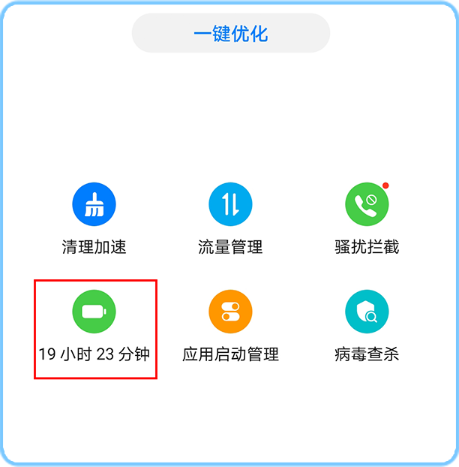 一键优化
清理加速
流量管理
骚扰拦截
19 小时 23 分钟
应用启动管理
病毒查杀